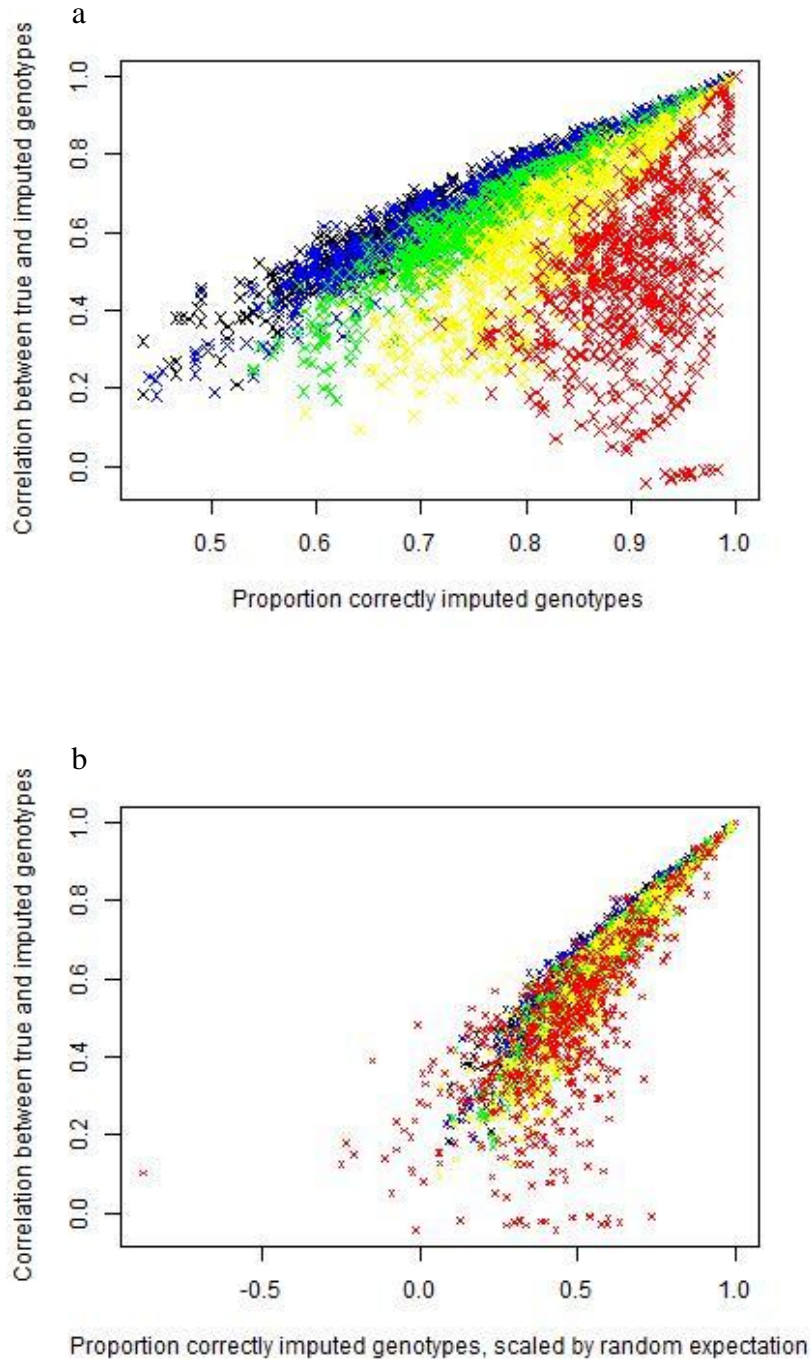 a
Correlation between true and imputed genotypes
1.0
0.8
0.6
0.4
0.2
0.0
0.5 0.6 0.7 0.8 0.9 1.0
Proportion correctly imputed genotypes
b
Correlation between true and imputed genotypes
1.0
0.8
0.6
0.4
0.2
0.0
-0.5 0.0 0.5 1.0
Proportion correctly imputed genotypes, scaled by random expectation